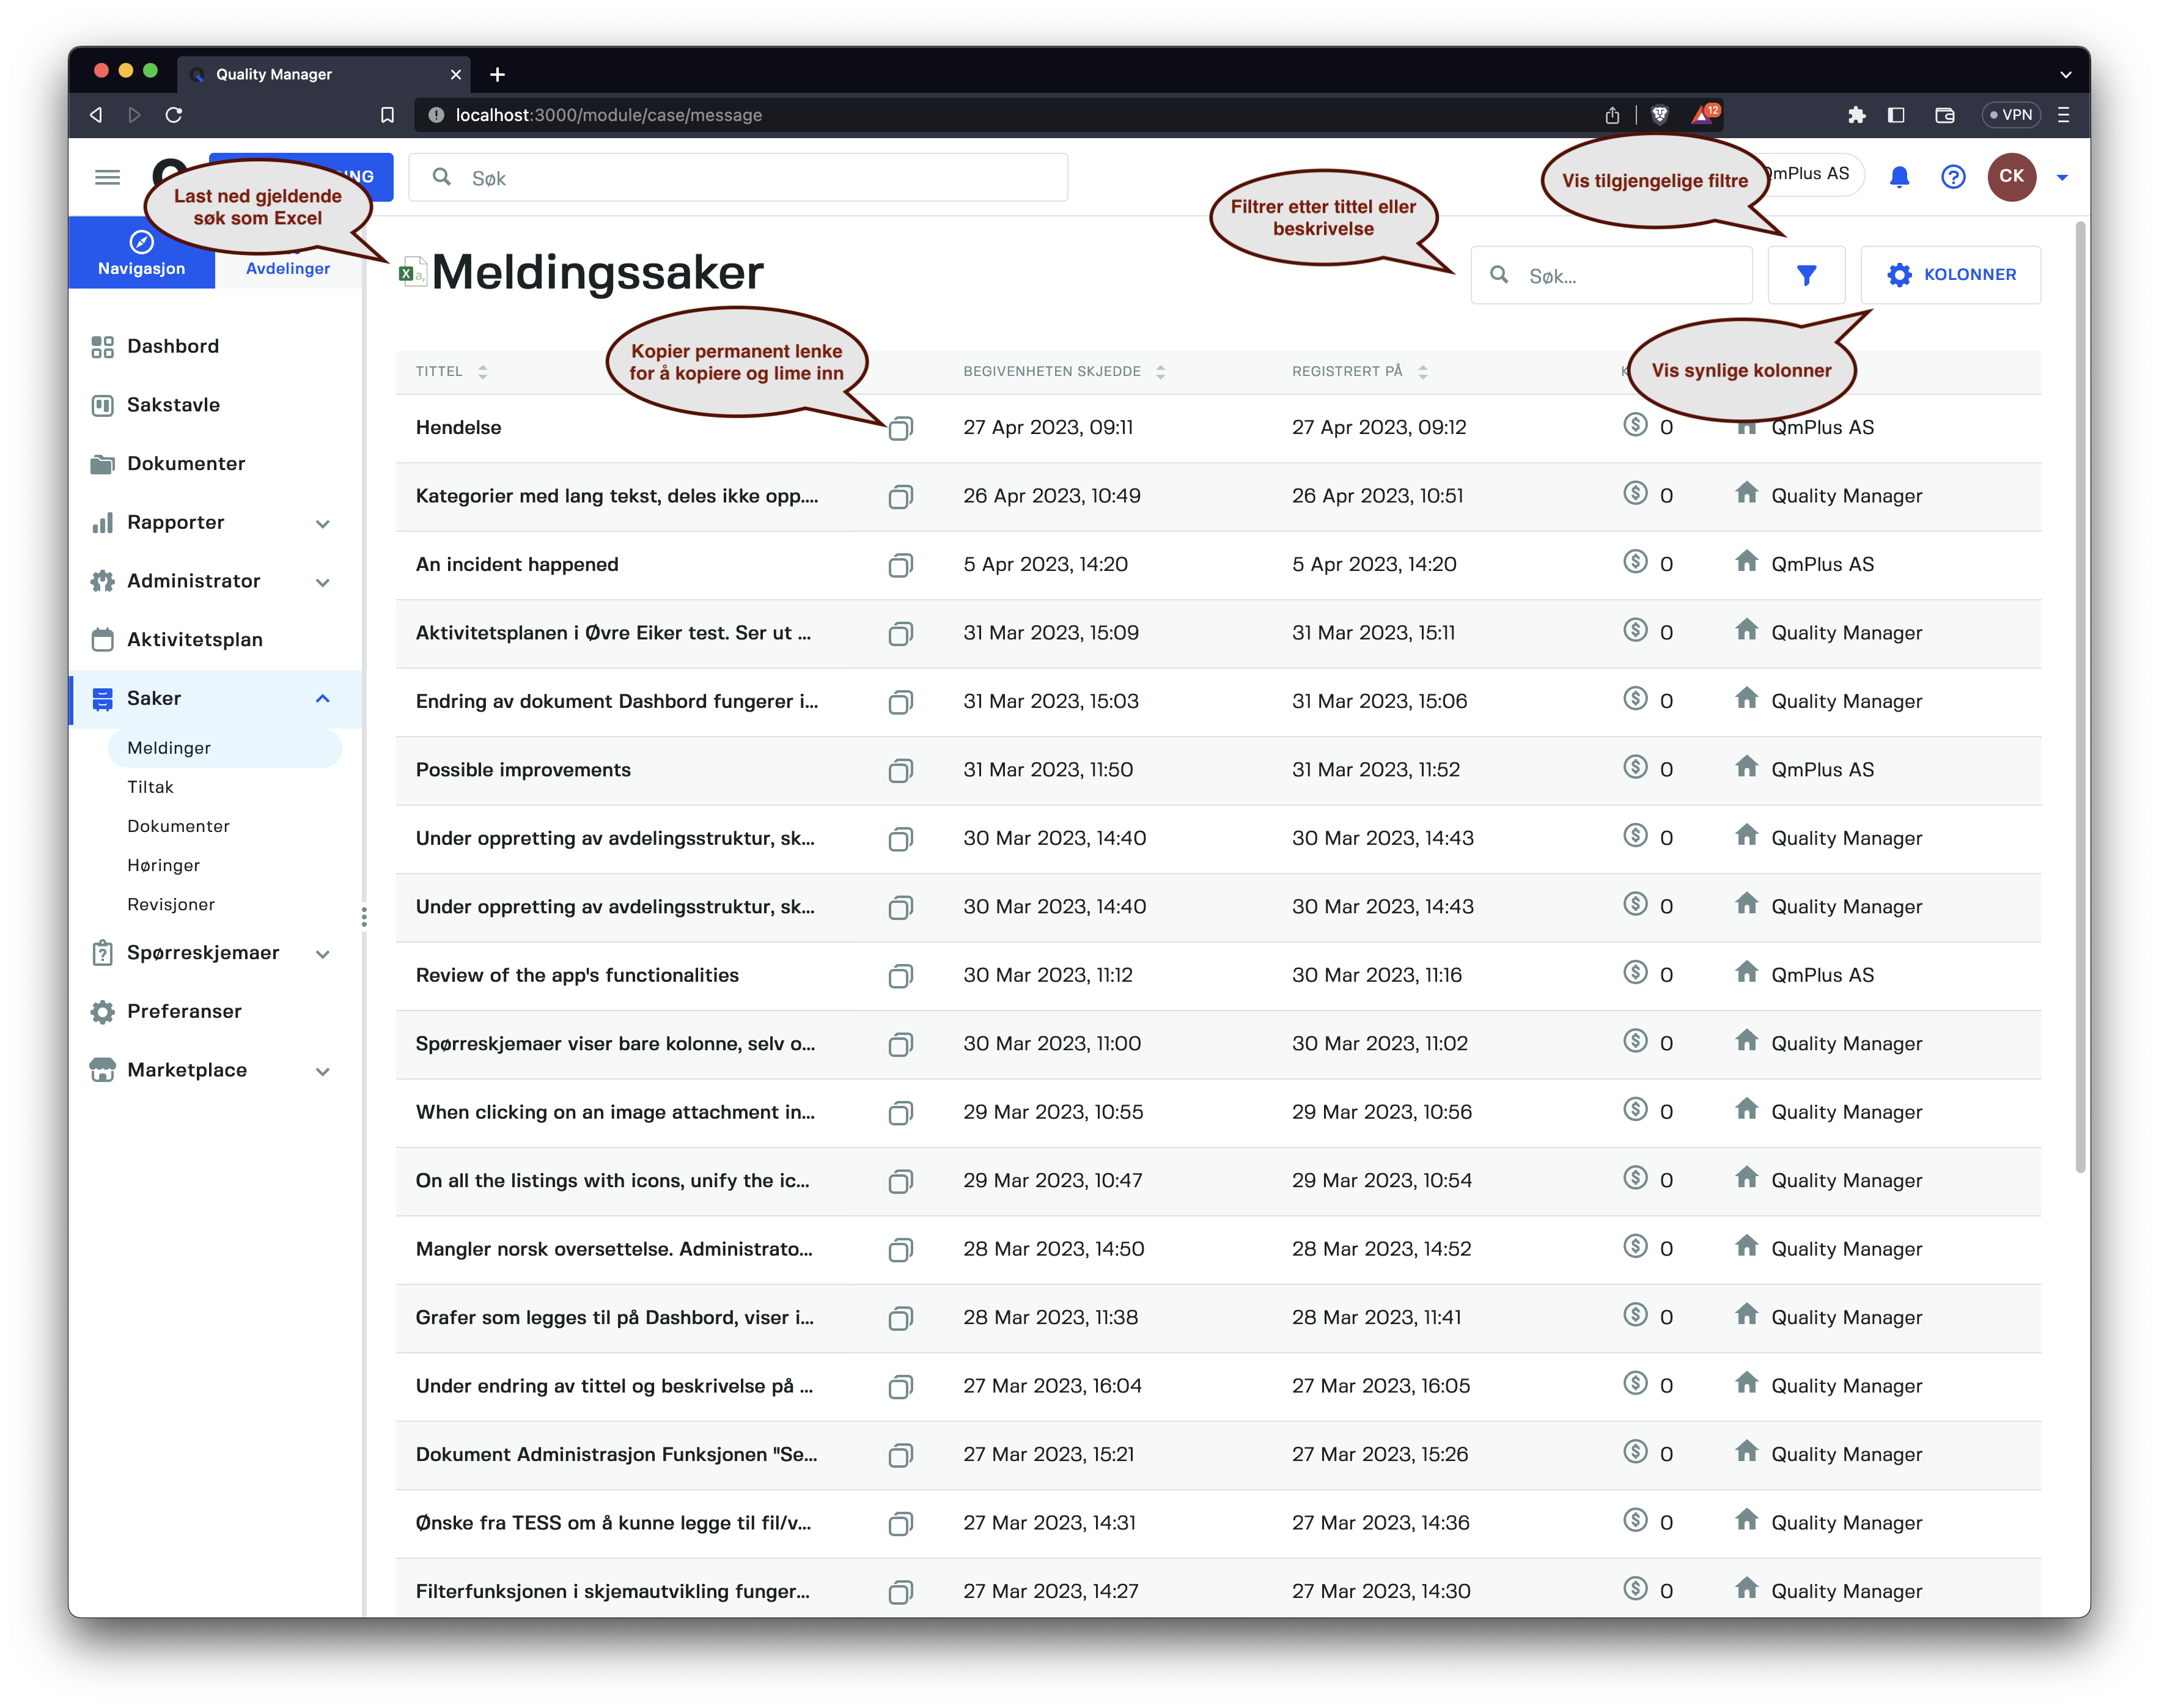 Quality Manager
localhost:3000/module/case/message
12
VPN
Søk
QmPlus AS
CK
Last ned gjeldende
søk som Excel
Filtrer etter tittel eller
beskrivelse
Vis tilgjengelige filtre
Navigasjon
Avdelinger
Meldingssaker
Søk...
KOLONNER
Kopier permanent lenke
for å kopiere og lime inn
Vis synlige kolonner
Dashbord
Sakstavle
Dokumenter
Rapporter
Administrator
Aktivitetsplan
Saker
Meldinger
Tiltak
Dokumenter
Høringer
Revisjoner
Spørreskjemaer
Preferanser
Marketplace
TITTEL BEGIVENHETEN SKJEDDE REGISTRERT PÅ
Hendelse 27 Apr 2023, 09:11 27 Apr 2023, 09:12 0 QmPlus AS
Kategorier med lang tekst, deles ikke opp.... 26 Apr 2023, 10:49 26 Apr 2023, 10:51 0 Quality Manager
An incident happened 5 Apr 2023, 14:20 5 Apr 2023, 14:20 0 QmPlus AS
Aktivitetsplanen i Øvre Eiker test. Ser ut ... 31 Mar 2023, 15:09 31 Mar 2023, 15:11 0 Quality Manager
Endring av dokument Dashbord fungerer i... 31 Mar 2023, 15:03 31 Mar 2023, 15:06 0 Quality Manager
Possible improvements 31 Mar 2023, 11:50 31 Mar 2023, 11:52 0 QmPlus AS
Under oppretting av avdelingsstruktur, sk... 30 Mar 2023, 14:40 30 Mar 2023, 14:43 0 Quality Manager
Under oppretting av avdelingsstruktur, sk... 30 Mar 2023, 14:40 30 Mar 2023, 14:43 0 Quality Manager
Review of the app's functionalities 30 Mar 2023, 11:12 30 Mar 2023, 11:16 0 QmPlus AS
Spørreskjemaer viser bare kolonne, selv o... 30 Mar 2023, 11:00 30 Mar 2023, 11:02 0 Quality Manager
When clicking on an image attachment in... 29 Mar 2023, 10:55 29 Mar 2023, 10:56 0 Quality Manager
On all the listings with icons, unify the ic... 29 Mar 2023, 10:47 29 Mar 2023, 10:54 0 Quality Manager
Mangler norsk oversettelse. Administrato... 28 Mar 2023, 14:50 28 Mar 2023, 14:52 0 Quality Manager
Grafer som legges til på Dashbord, viser i... 28 Mar 2023, 11:38 28 Mar 2023, 11:41 0 Quality Manager
Under endring av tittel og beskrivelse på ... 27 Mar 2023, 16:04 27 Mar 2023, 16:05 0 Quality Manager
Dokument Administrasjon Funksjonen "Se... 27 Mar 2023, 15:21 27 Mar 2023, 15:26 0 Quality Manager
Ønske fra TESS om å kunne legge til fil/v... 27 Mar 2023, 14:31 27 Mar 2023, 14:36 0 Quality Manager
Filterfunksjonen i skjemautvikling funger... 27 Mar 2023, 14:27 27 Mar 2023, 14:30 0 Quality Manager